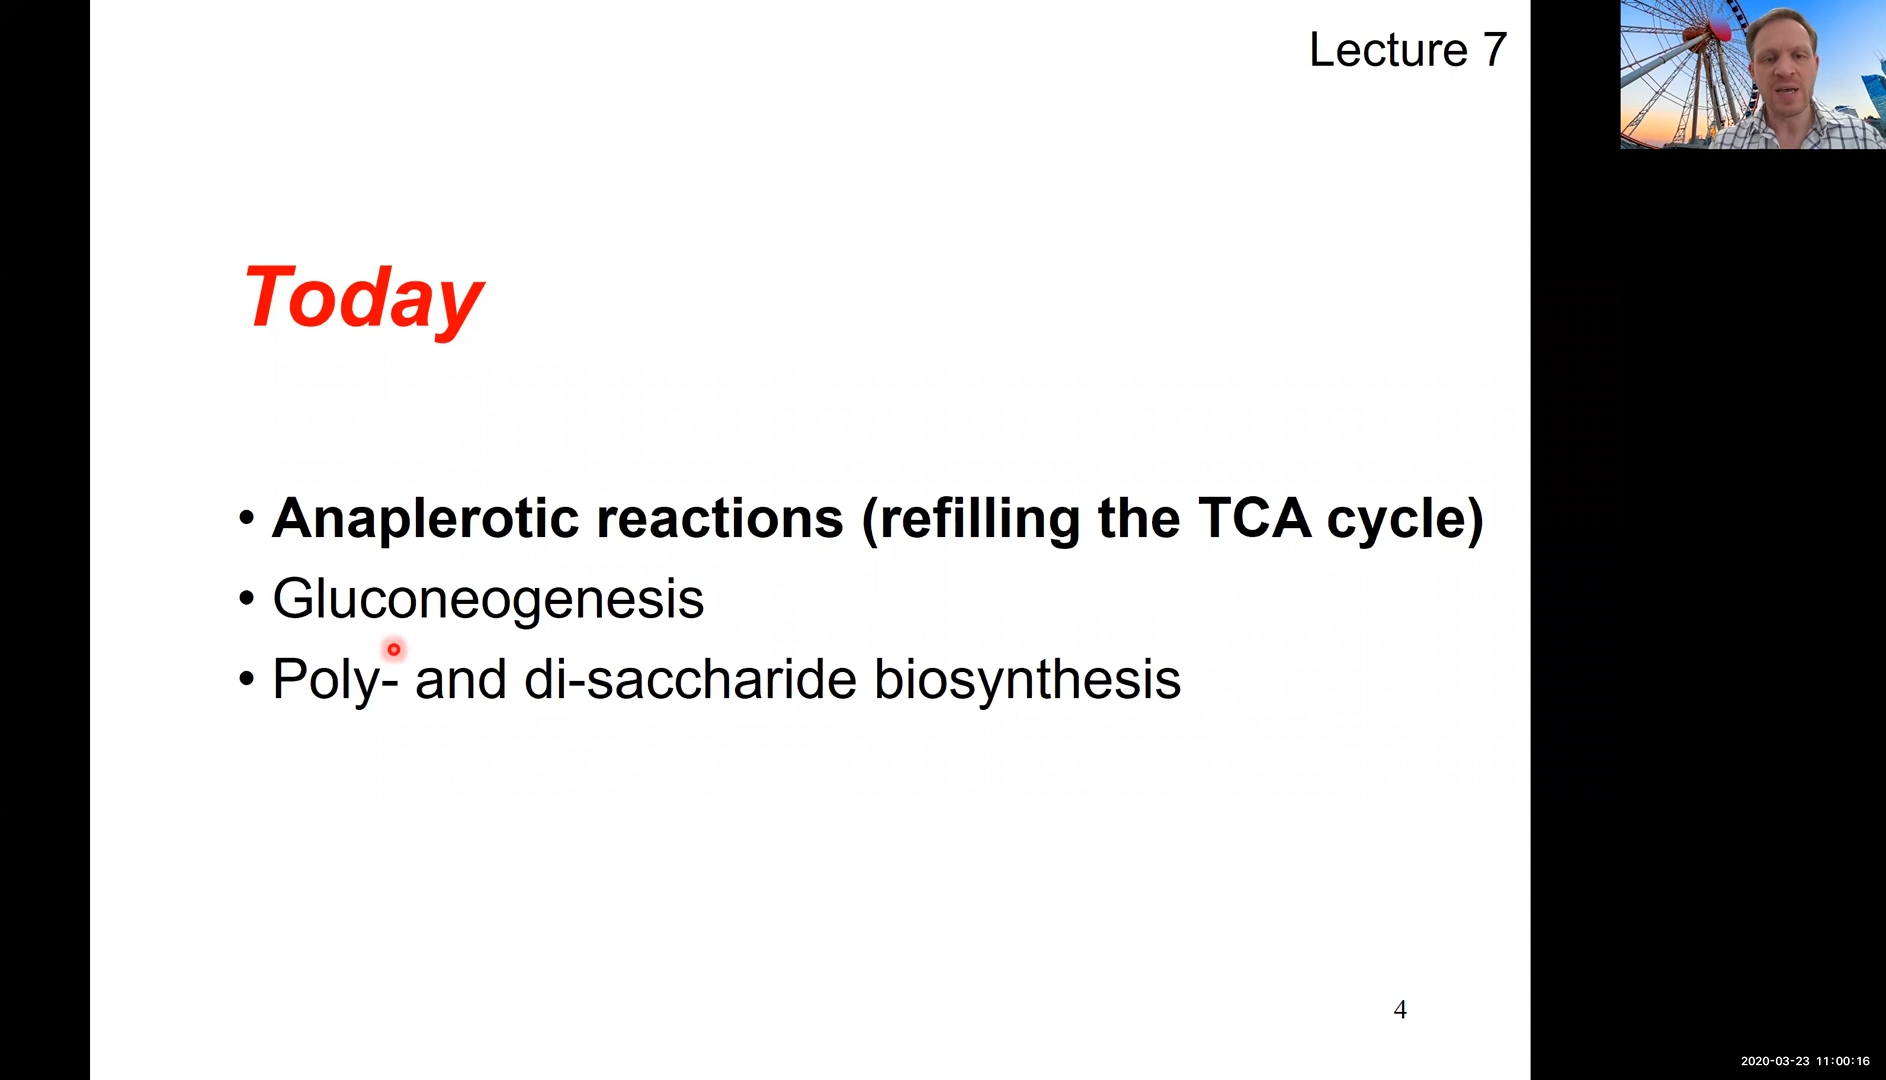 Lecture 7
Today
• Anaplerotic reactions (refilling the TCA cycle)
• Gluconeogenesis
• Poly- and di-saccharide biosynthesis
4
2020-03-23 11:00:16